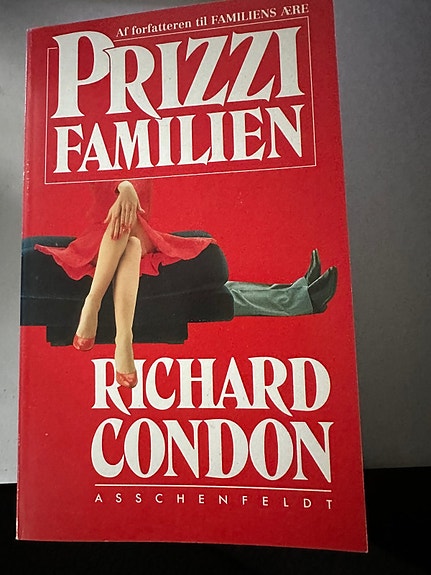 Af forfatteren til FAMILIENS ÆRE
PRIZZI
FAMILIEN
RICHARD
CONDON
ASSCHENFELDT